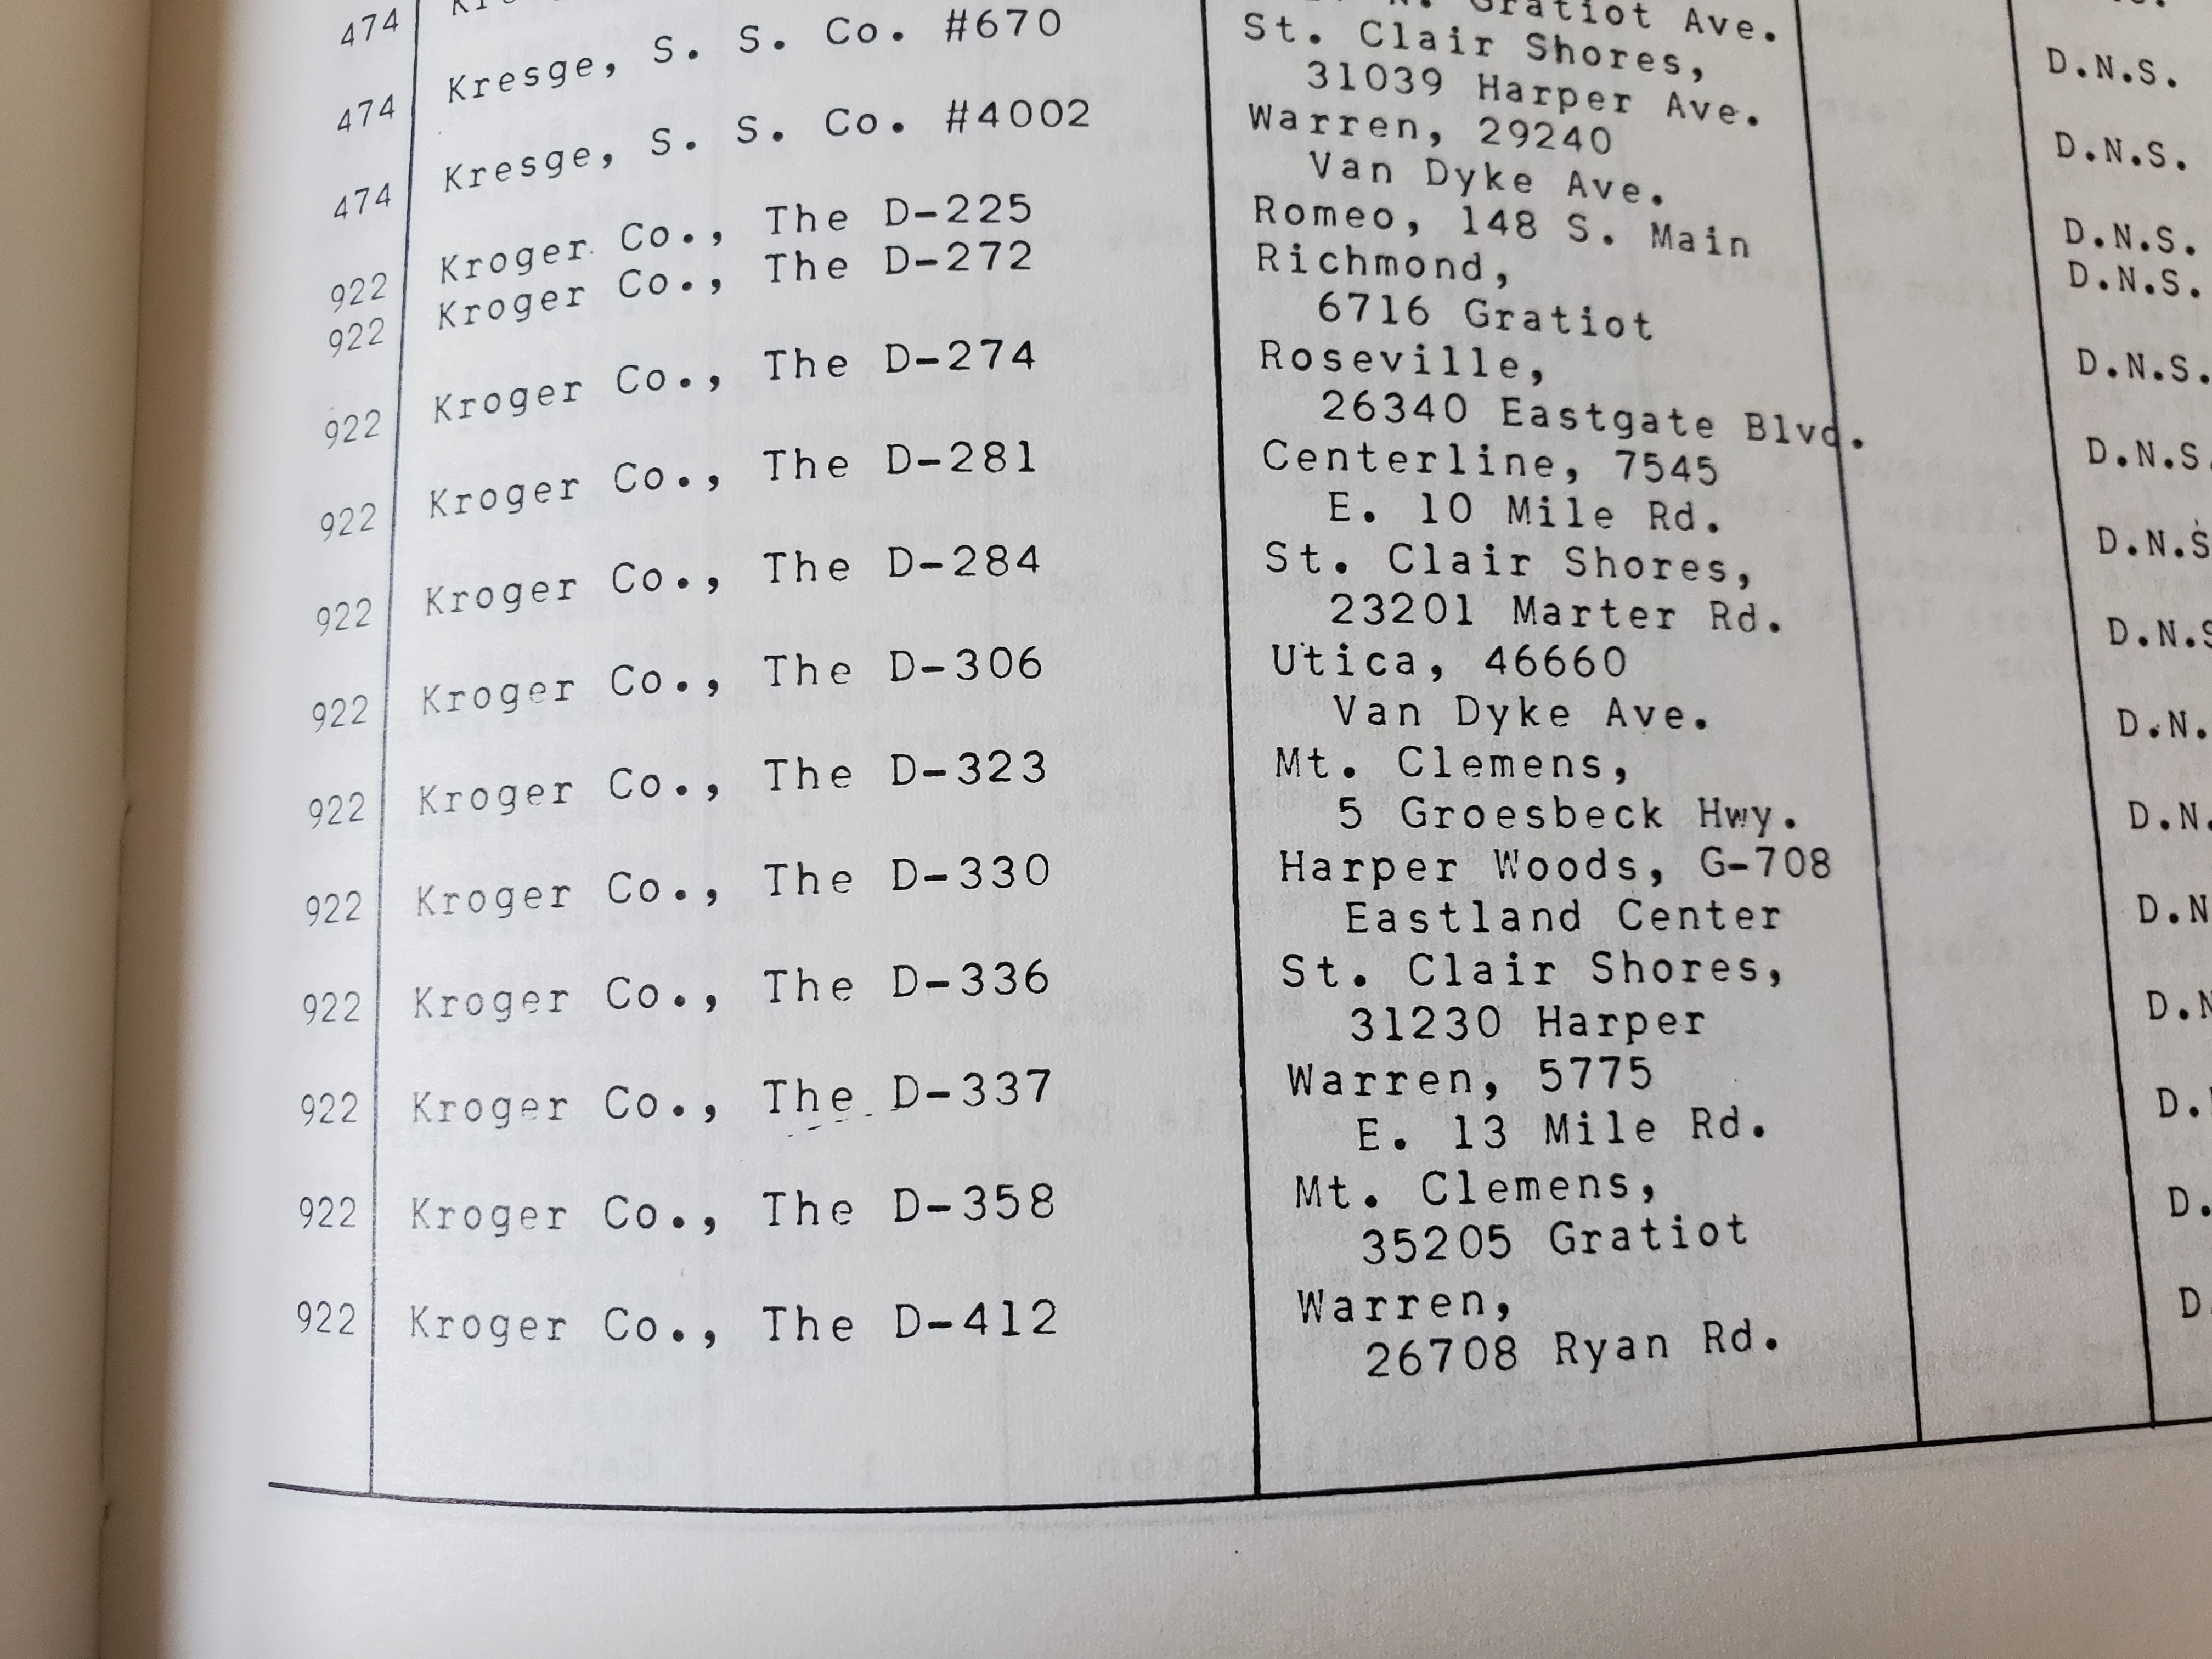 474 Kr
N. Gratiot Ave. D.N.S.
474 Kresge, S. S. Co. #670 St. Clair Shores,
31039 Harper Ave. D.N.S.
474 Kresge, S. S. Co. #4002 Warren, 29240
Van Dyke Ave. D.N.S.
922 Kroger Co., The D-225 Romeo, 148 S. Main D.N.S.
922 Kroger Co., The D-272 Richmond,
6716 Gratiot D.N.S.
922 Kroger Co., The D-274 Roseville,
26340 Eastgate Blvd. D.N.S.
922 Kroger Co., The D-281 Centerline, 7545
E. 10 Mile Rd. D.N.S
922 Kroger Co., The D-284 St. Clair Shores,
23201 Marter Rd. D.N.S
922 Kroger Co., The D-306 Utica, 46660
Van Dyke Ave. D.N.
922 Kroger Co., The D-323 Mt. Clemens,
5 Groesbeck Hwy. D.N.
922 Kroger Co., The D-330 Harper Woods, G-708
Eastland Center D.N
922 Kroger Co., The D-336 St. Clair Shores,
31230 Harper D.N
922 Kroger Co., The D-337 Warren, 5775
E. 13 Mile Rd. D.
922 Kroger Co., The D-358 Mt. Clemens,
35205 Gratiot D.
922 Kroger Co., The D-412 Warren,
26708 Ryan Rd. D.